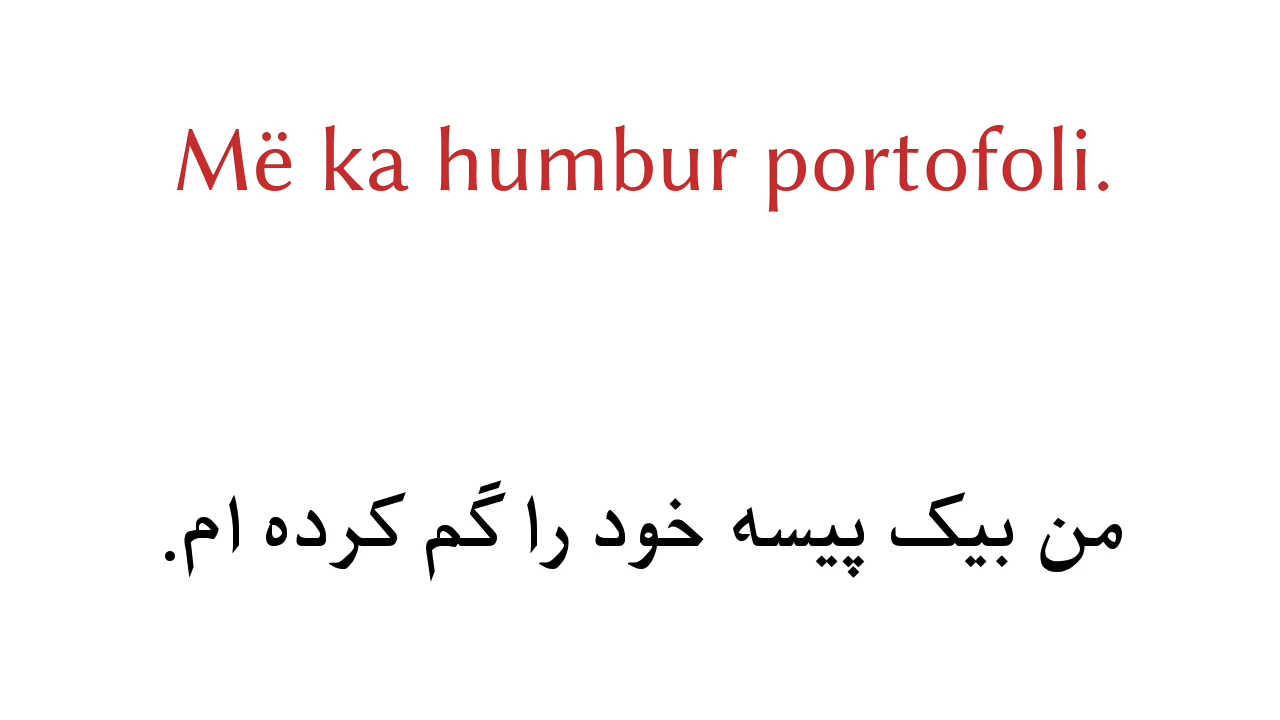 Më ka humbur portofoli.
من بیک پیسه خود را گم کرده ام.